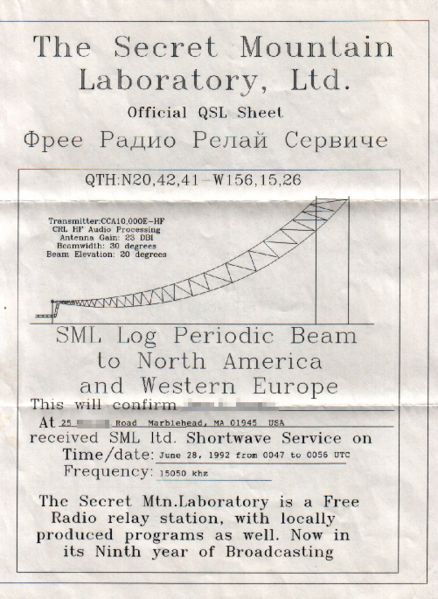 The Secret Mountain
Laboratory, Ltd.
Official QSL Sheet
Фрее Радио Релай Сервиче
QTH:N20,42,41-W156,15,26
Transmitter:CCA10,000E-HF
CRL HF Audio Processing
Antenna Gain: 23 DBI
Beamwidth: 30 degrees
Beam Elevation: 20 degrees
SML Log Periodic Beam
to North America
and Western Europe
This will confirm
At 25 Road Marblehead, MA 01945 USA
received SML ltd. Shortwave Service on
Time/date: June 28, 1992 from 0047 to 0056 UTC
Frequency: 15050 khz
The Secret Mtn.Laboratory is a Free
Radio relay station, with locally
produced programs as well. Now in
its Ninth year of Broadcasting